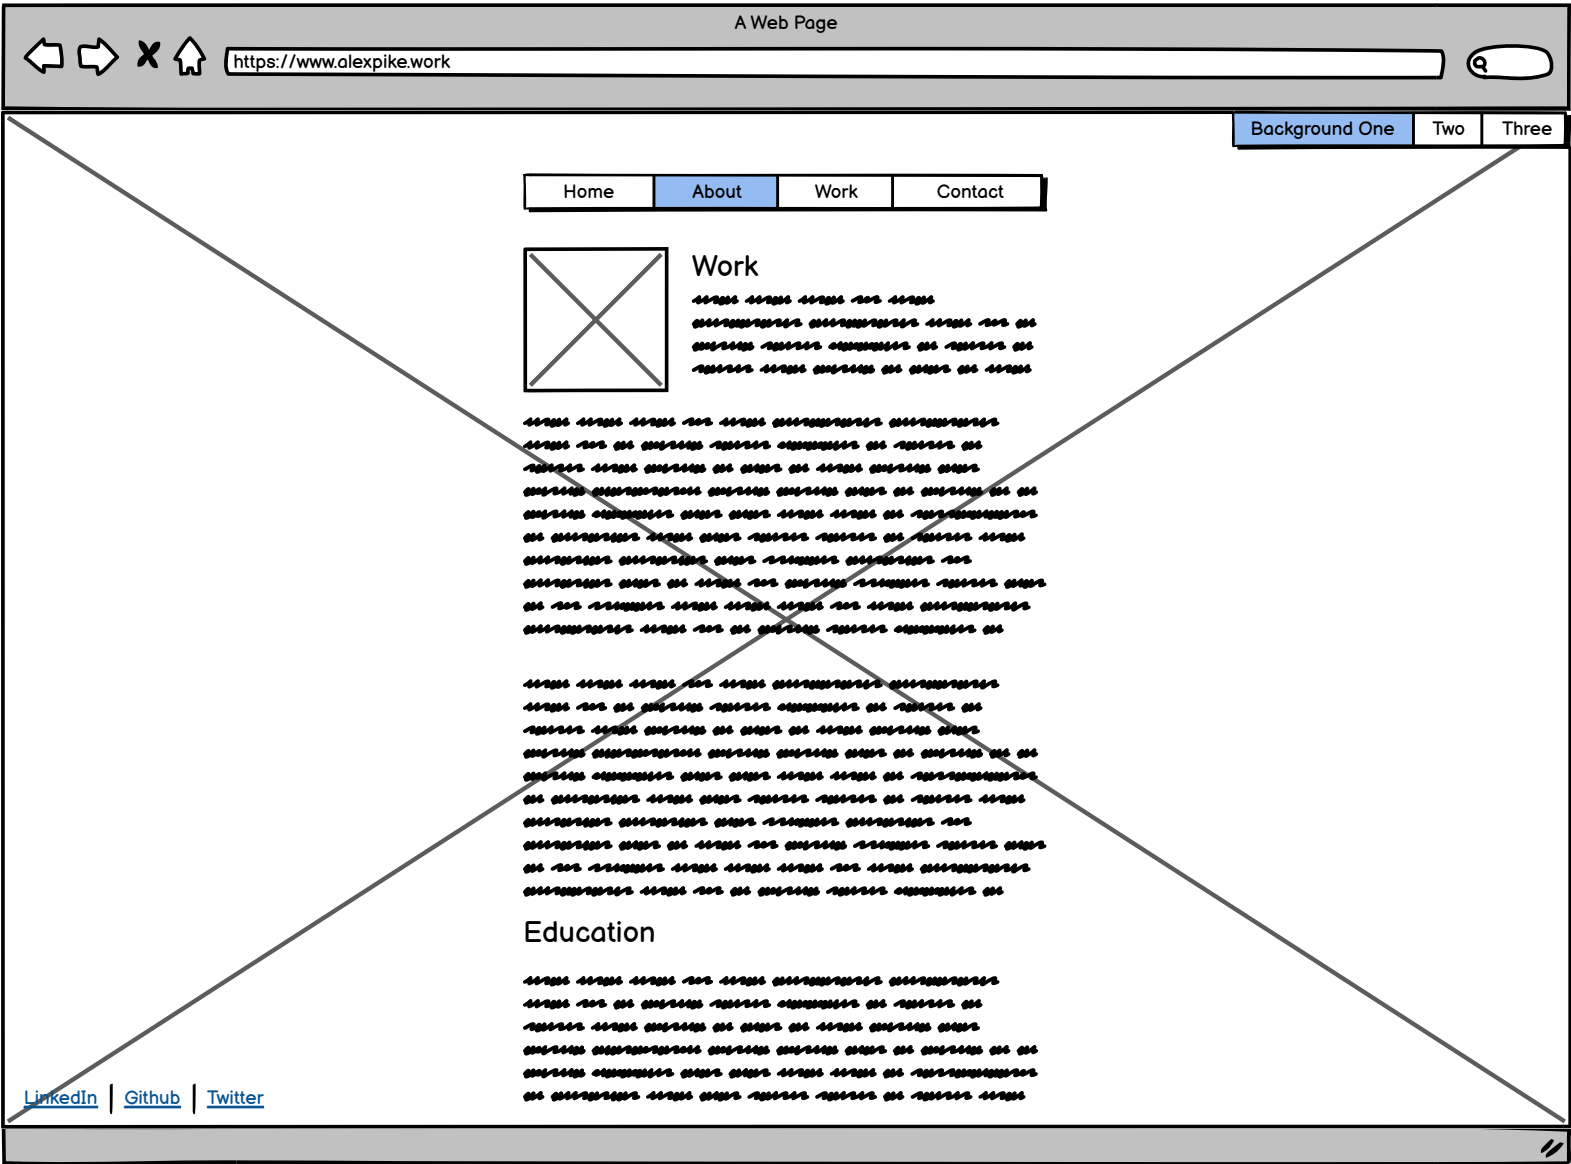 A Web Page
https://www.alexpike.work
Background One Two Three
Home About Work Contact
Work
Education
LinkedIn Github Twitter